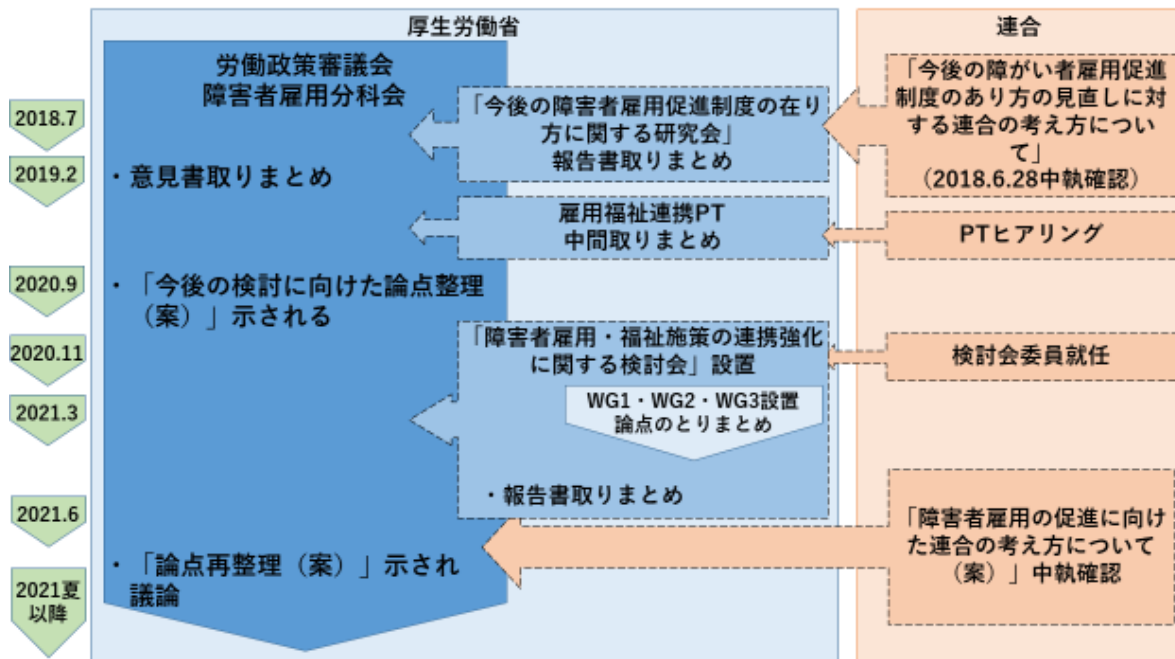 厚生労働省
連合
労働政策審議会
障害者雇用分科会
2018.7
2019.2
2020.9
2020.11
2021.3
2021.6
2021夏
以降
・意見書取りまとめ
・「今後の検討に向けた論点整理
（案）」示される
・「論点再整理（案）」示され
議論
「今後の障害者雇用促進制度の在り
方に関する研究会」
報告書取りまとめ
雇用福祉連携PT
中間取りまとめ
「障害者雇用・福祉施策の連携強化
に関する検討会」設置
WG1・WG2・WG3設置
論点のとりまとめ
・報告書取りまとめ
「今後の障がい者雇用促進
制度のあり方の見直しに対
する連合の考え方につい
て」
（2018.6.28中執確認）
PTヒアリング
検討会委員就任
「障害者雇用の促進に向け
た連合の考え方について
（案）」中執確認